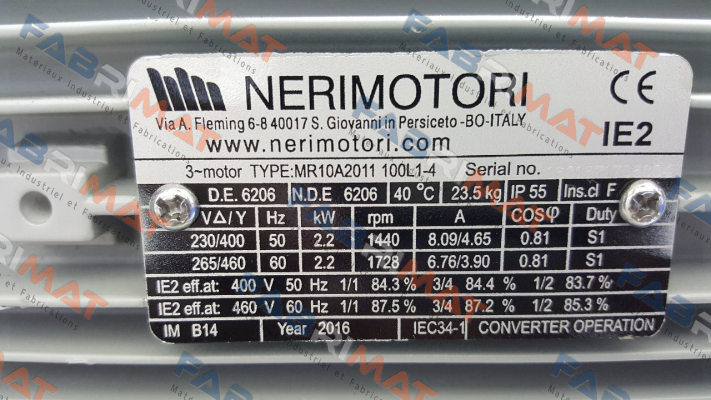 NERIMOTORI
CE
Via A. Fleming 6-8 40017 S. Giovanni in Persiceto -BO-ITALY
IE2
www.nerimotori.com
3~motor TYPE:MR10A2011 100L1-4 Serial no.
D.E. 6206 N.D.E 6206 40 °C 23.5 kg IP 55 Ins.cl F
V Δ/Y Hz kW rpm A COSφ Duty
230/400 50 2.2 1440 8.09/4.65 0.81 S1
265/460 60 2.2 1728 6.76/3.90 0.81 S1
IE2 eff.at: 400 V 50 Hz 1/1 84.3 % 3/4 84.4 % 1/2 83.7%
IE2 eff.at: 460 V 60 Hz 1/1 87.5 % 3/4 87.2 % 1/2 85.3%
IM B14 Year 2016 IEC34-1 CONVERTER OPERATION
FABRIMAT
Matériaux Industriel et Fabrications